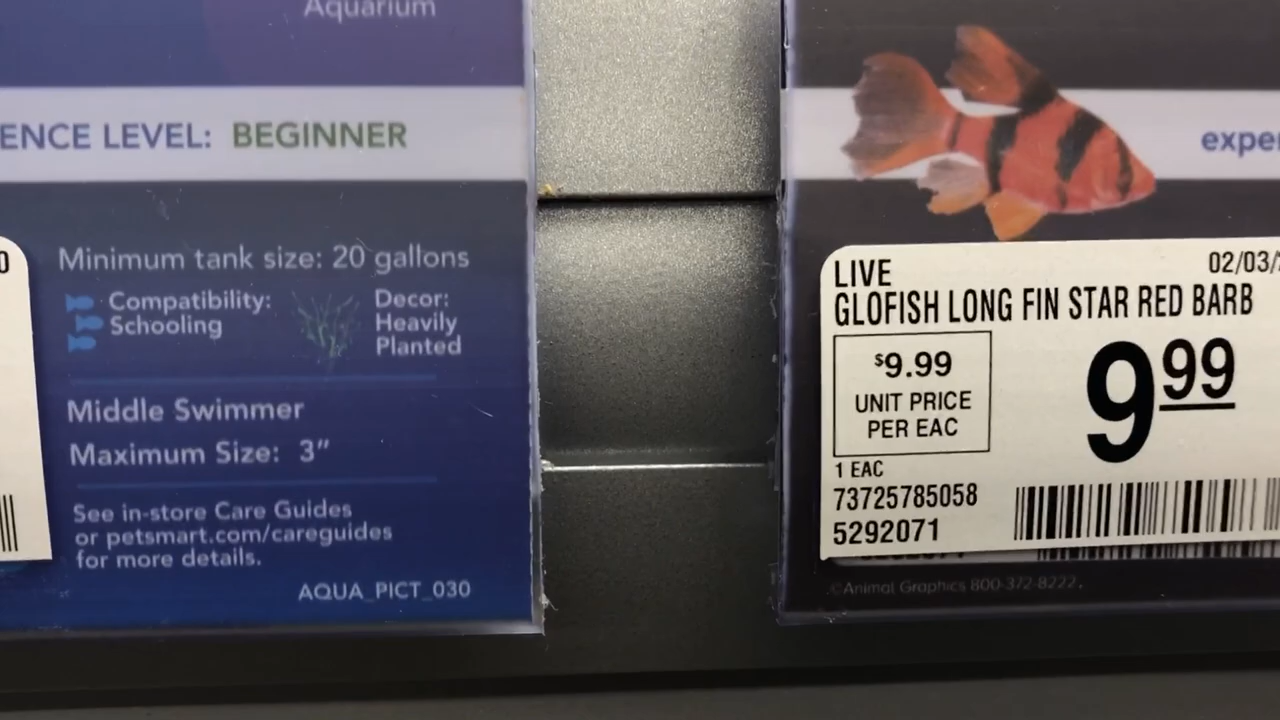 Aquarium
ENCE LEVEL: BEGINNER
Minimum tank size: 20 gallons
Compatibility:
Schooling
Decor:
Heavily
Planted
Middle Swimmer
Maximum Size: 3”
See in-store Care Guides
or petsmart.com/careguides
for more details.
AQUA_PICT_030
0
exper
LIVE
02/03/
GLOFISH LONG FIN STAR RED BARB
$9.99
UNIT PRICE
PER EAC
9 99
1 EAC
73725785058
5292071
©Animal Graphics 800-372-8222.